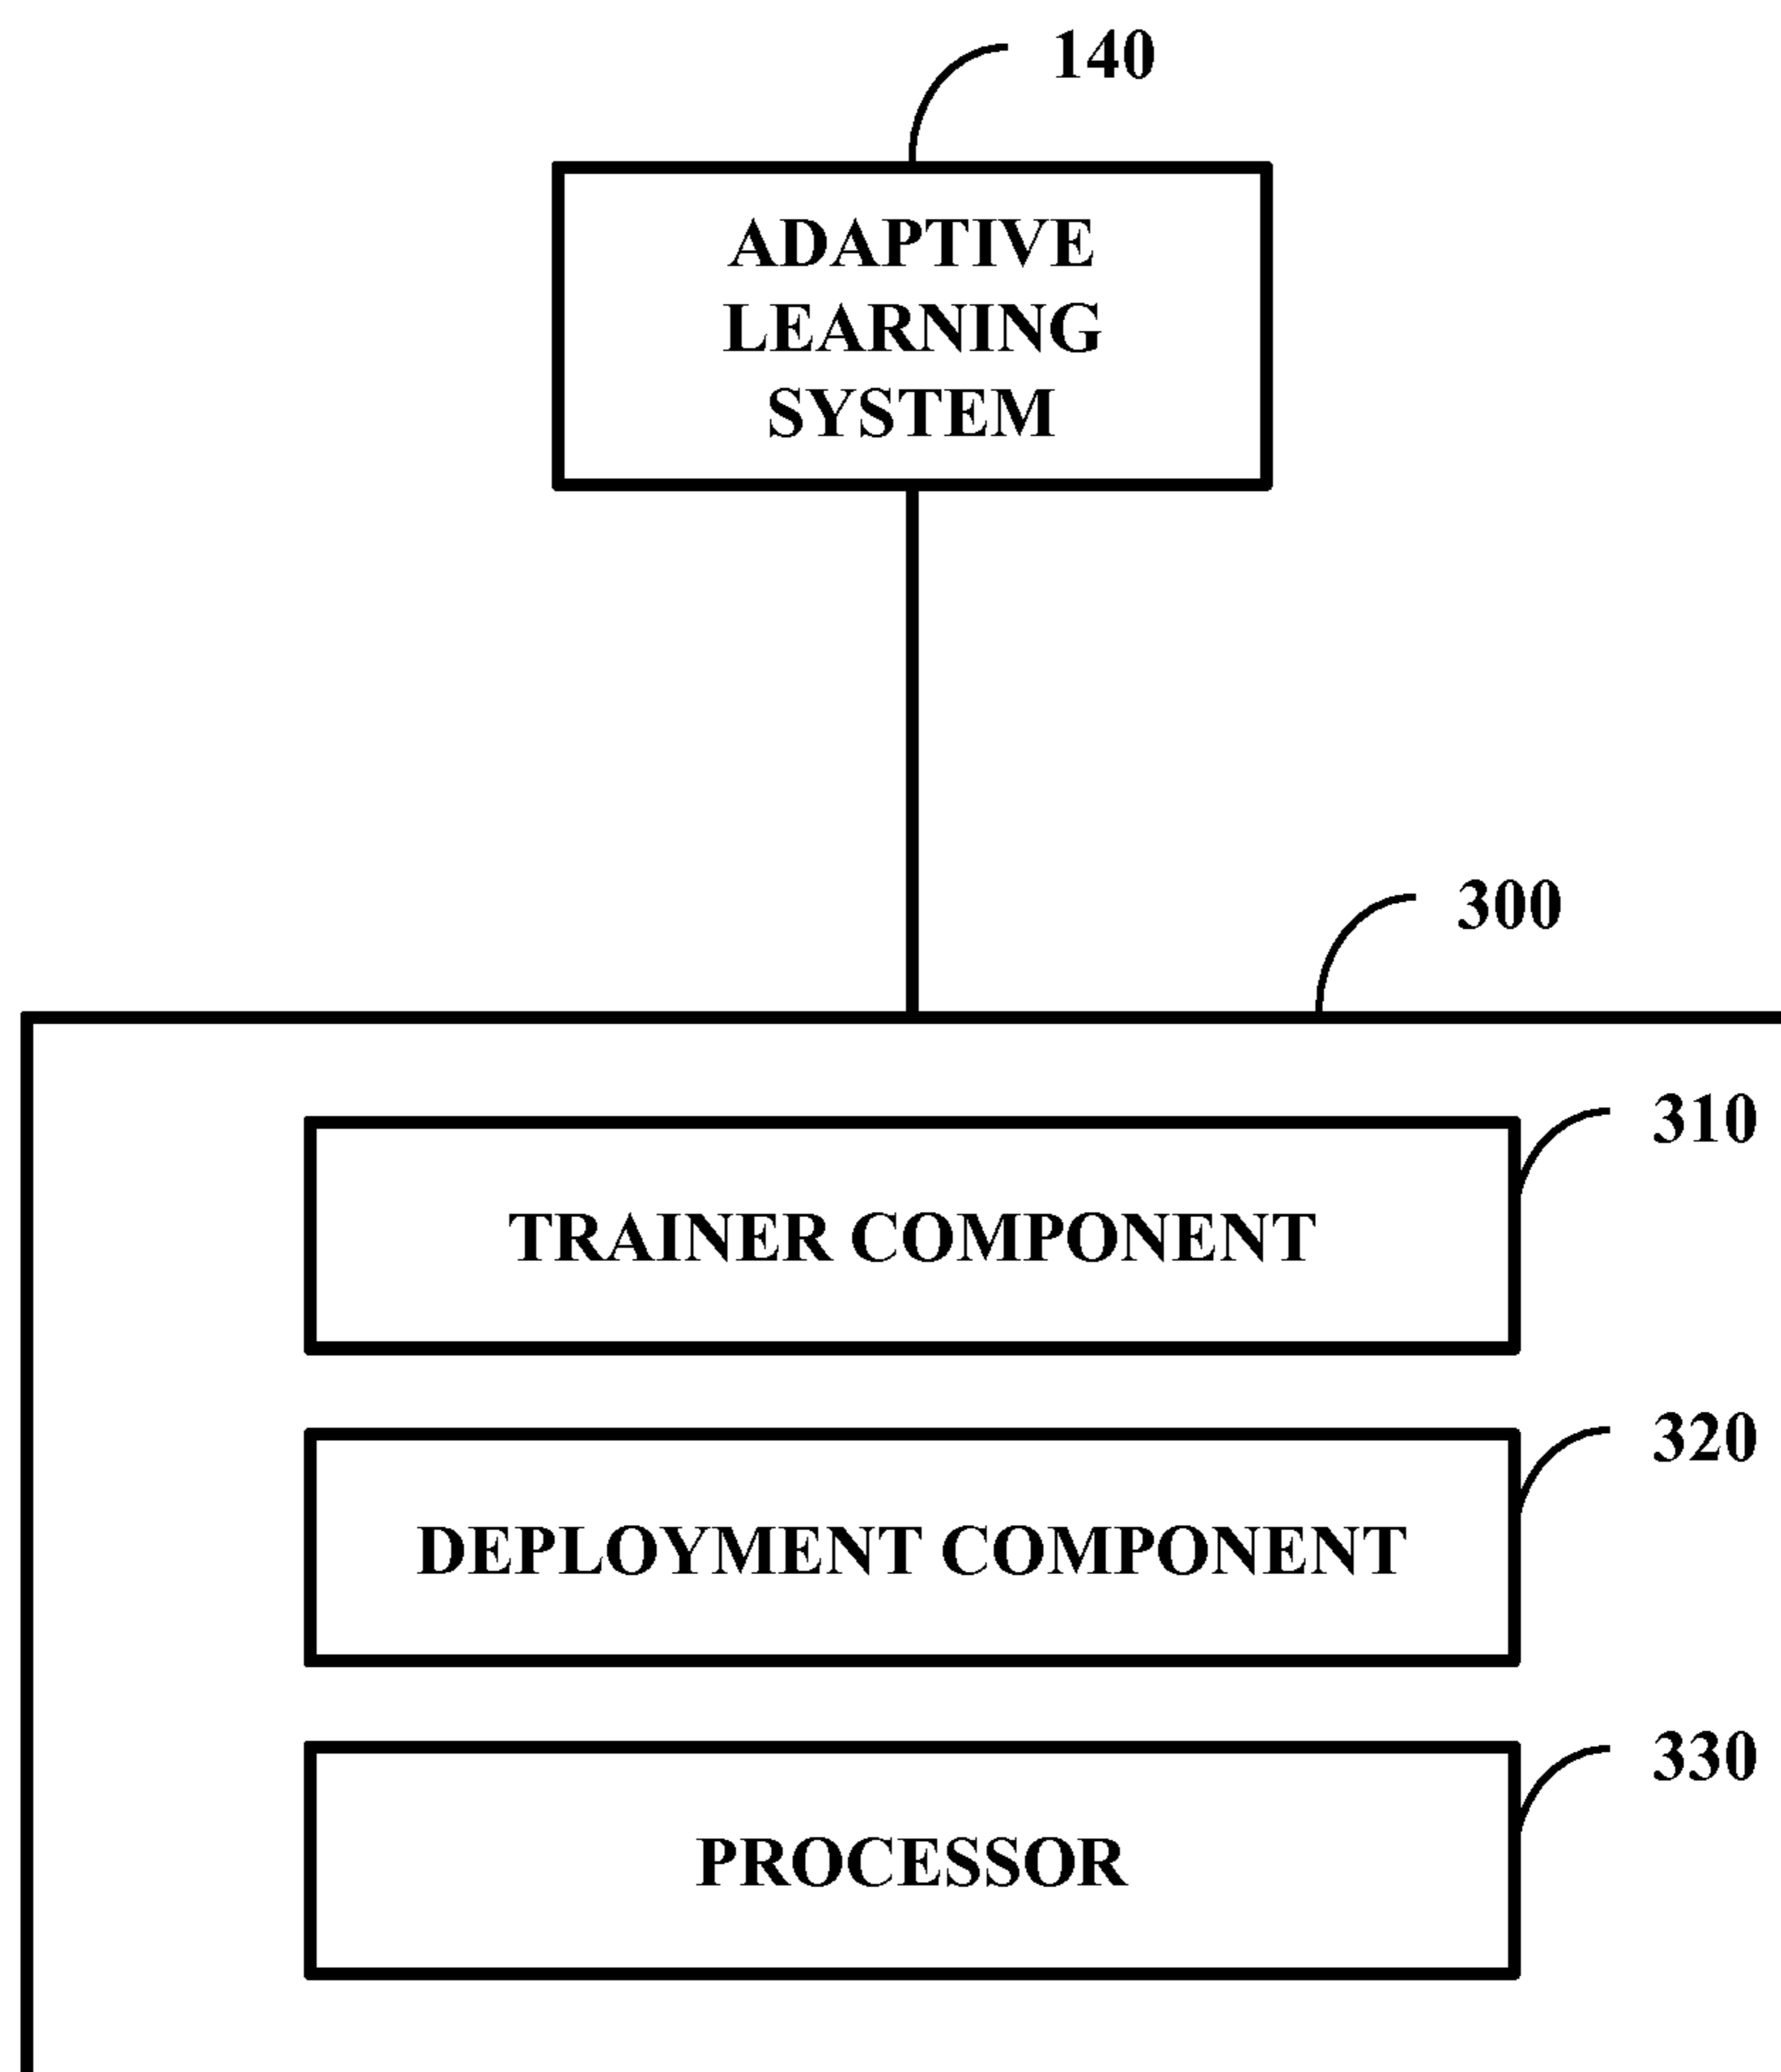 140
ADAPTIVE
LEARNING
SYSTEM
300
310
TRAINER COMPONENT
320
DEPLOYMENT COMPONENT
330
PROCESSOR